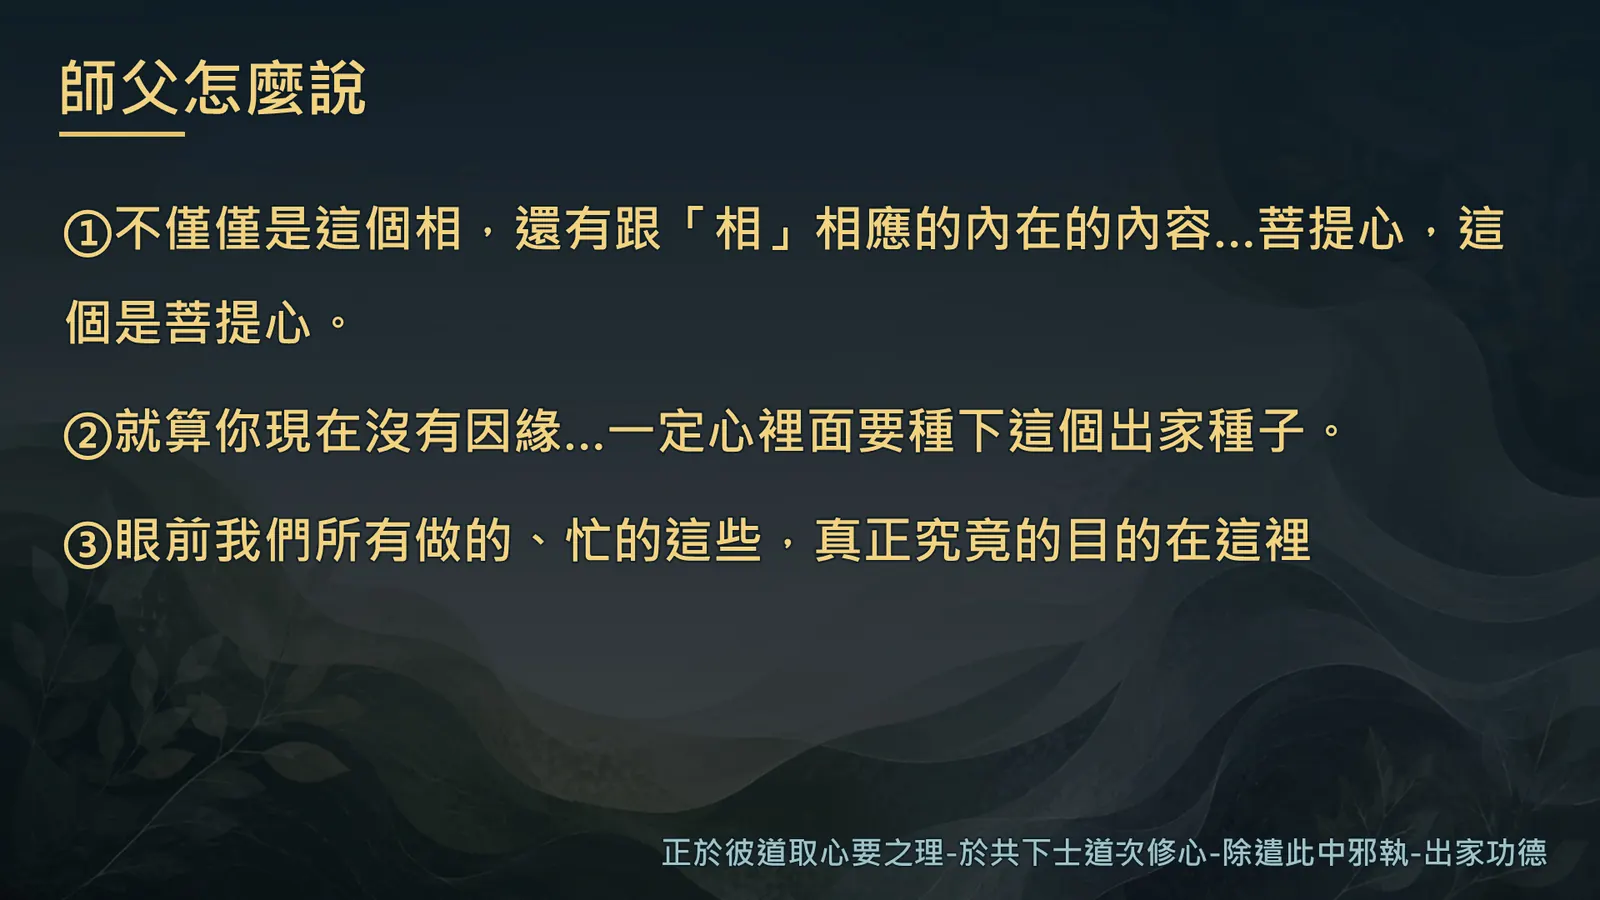 師父怎麼說
①不僅僅是這個相，還有跟「相」相應的內在的內容...菩提心，這
個是菩提心。
②就算你現在沒有因緣...一定心裡面要種下這個出家種子。
③眼前我們所有做的、忙的這些，真正究竟的目的在這裡
正於彼道取心要之理-於共下士道次修心-除遣此中邪執-出家功德